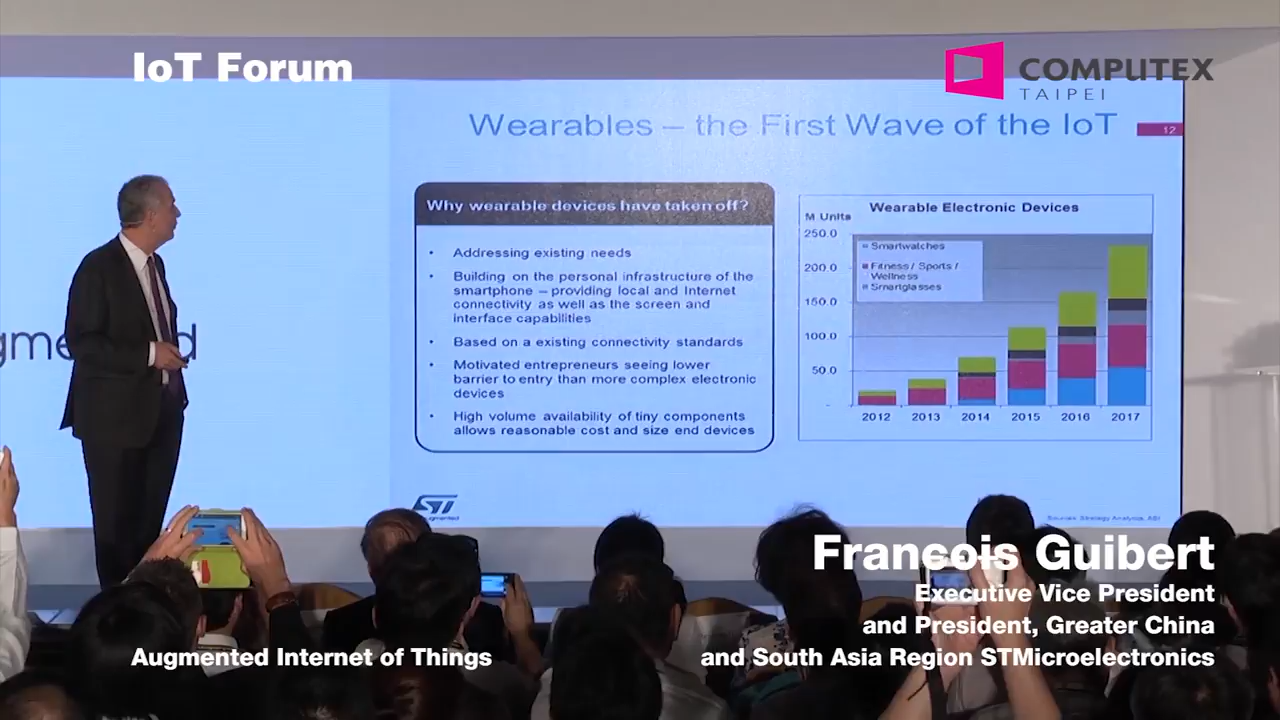 IoT Forum
COMPUTEX
TAIPEI
Wearables – the First Wave of the IoT
12
Why wearable devices have taken off?
• Addressing existing needs
• Building on the personal infrastructure of the
smartphone – providing local and Internet
connectivity as well as the screen and
interface capabilities
• Based on a existing connectivity standards
• Motivated entrepreneurs seeing lower
barrier to entry than more complex electronic
devices
• High volume availability of tiny components
allows reasonable cost and size end devices
Wearable Electronic Devices
M Units
250.0
200.0
150.0
100.0
50.0
-
Smartwatches
Fitness / Sports /
Wellness
Smartglasses
2012 2013 2014 2015 2016 2017
gme d
ST
Sources: Strategy Analytics, ABI
Francois Guibert
Executive Vice President
and President, Greater China
and South Asia Region STMicroelectronics
Augmented Internet of Things